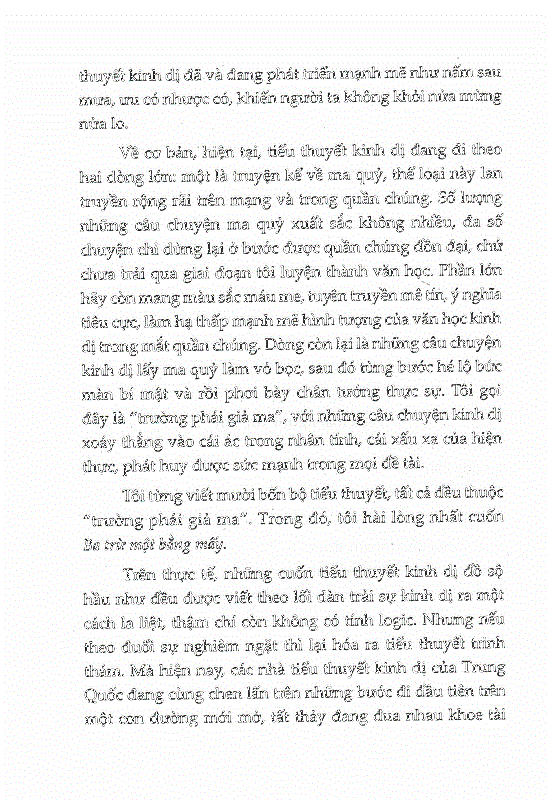 thuyết kinh dị đã và đang phát triển mạnh mẽ như nấm sau
mưa, ưu có nhược có, khiến người ta không khỏi nửa mừng
nửa lo.
Về cơ bản, hiện tại, tiểu thuyết kinh dị đang đi theo
hai dòng lớn: một là truyện kể về ma quỷ, thể loại này lan
truyền rộng rãi trên mạng và trong quần chúng. Số lượng
những câu chuyện ma quỷ xuất sắc không nhiều, đa số
chuyện chỉ dừng lại ở bước được quần chúng đồn đại, chứ
chưa trải qua giai đoạn tôi luyện thành văn học. Phần lớn
hãy còn mang màu sắc máu me, tuyên truyền mê tín, ý nghĩa
tiêu cực, làm hạ thấp mạnh mẽ hình tượng của văn học kinh
dị trong mắt quần chúng. Dòng còn lại là những câu chuyện
kinh dị lấy ma quỷ làm vỏ bọc, sau đó từng bước hé lộ bức
màn bí mật và rồi phơi bày chân tướng thực sự. Tôi gọi
đây là “trường phái giả ma”, với những câu chuyện kinh dị
xoáy thẳng vào cái ác trong nhân tính, cái xấu xa của hiện
thực, phát huy được sức mạnh trong mọi đề tài.
Tôi từng viết mười bốn bộ tiểu thuyết, tất cả đều thuộc
“trường phái giả ma”. Trong đó, tôi hài lòng nhất cuốn
Ba trừ một bằng mấy.
Trên thực tế, những cuốn tiểu thuyết kinh dị đồ sộ
hầu như đều được viết theo lối dàn trải sự kinh dị ra một
cách la liệt, thậm chí còn không có tính logic. Nhưng nếu
theo đuổi sự nghiêm ngặt thì lại hóa ra tiểu thuyết trinh
thám. Mà hiện nay, các nhà tiểu thuyết kinh dị của Trung
Quốc đang cùng chen lấn trên những bước đi đầu tiên trên
một con đường mới mở, tất thảy đang đua nhau khoe tài